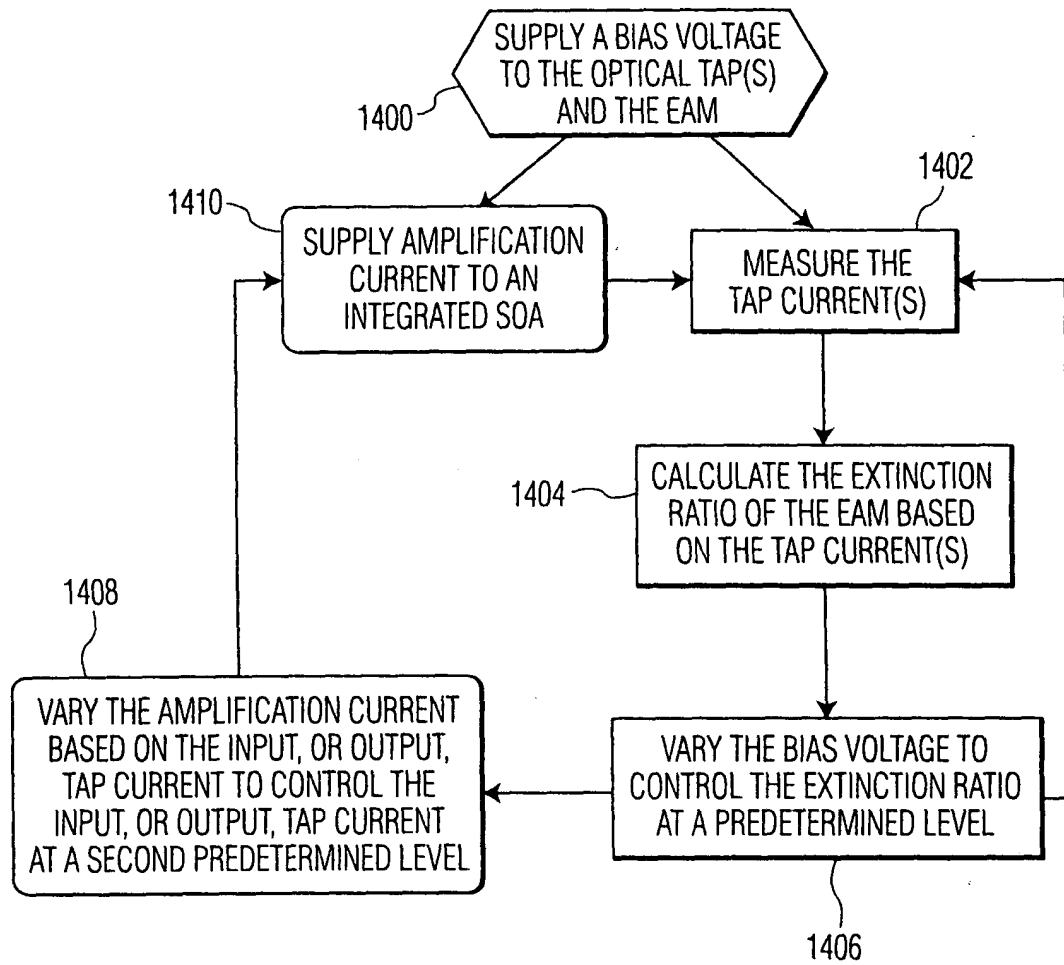 SUPPLY A BIAS VOLTAGE
TO THE OPTICAL TAP(S)
AND THE EAM
1400
1410
SUPPLY AMPLIFICATION
CURRENT TO AN
INTEGRATED SOA
1402
MEASURE THE
TAP CURRENT(S)
1404
CALCULATE THE EXTINCTION
RATIO OF THE EAM BASED
ON THE TAP CURRENT(S)
1408
VARY THE AMPLIFICATION CURRENT
BASED ON THE INPUT, OR OUTPUT,
TAP CURRENT TO CONTROL THE
INPUT, OR OUTPUT, TAP CURRENT
AT A SECOND PREDETERMINED LEVEL
VARY THE BIAS VOLTAGE TO
CONTROL THE EXTINCTION RATIO
AT A PREDETERMINED LEVEL
1406